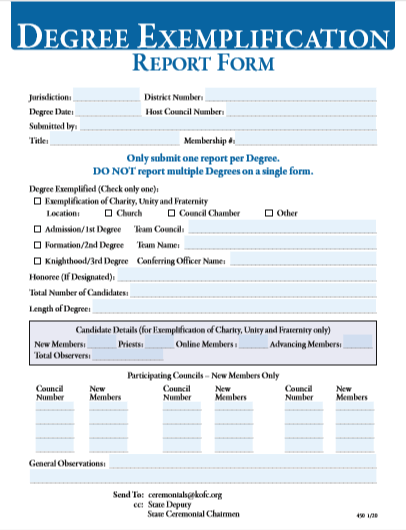 DEGREE EXEMPLIFICATION
REPORT FORM
Jurisdiction: District Number:
Degree Date: Host Council Number:
Submitted by:
Title: Membership #:
Only submit one report per Degree.
DO NOT report multiple Degrees on a single form.
Degree Exemplified (Check only one):
Exemplification of Charity, Unity and Fraternity
Location: Church Council Chamber Other
Admission/1st Degree Team Council:
Formation/2nd Degree Team Name:
Knighthood/3rd Degree Conferring Officer Name:
Honoree (If Designated):
Total Number of Candidates:
Length of Degree:
Candidate Details (for Exemplification of Charity, Unity and Fraternity only)
New Members: Priests: Online Members : Advancing Members:
Total Observers:
Participating Councils – New Members Only
Council New Council New Council New
Number Members Number Members Number Members
General Observations:
Send To: ceremonials@kofc.org
cc: State Deputy
State Ceremonial Chairmen
450 1/20